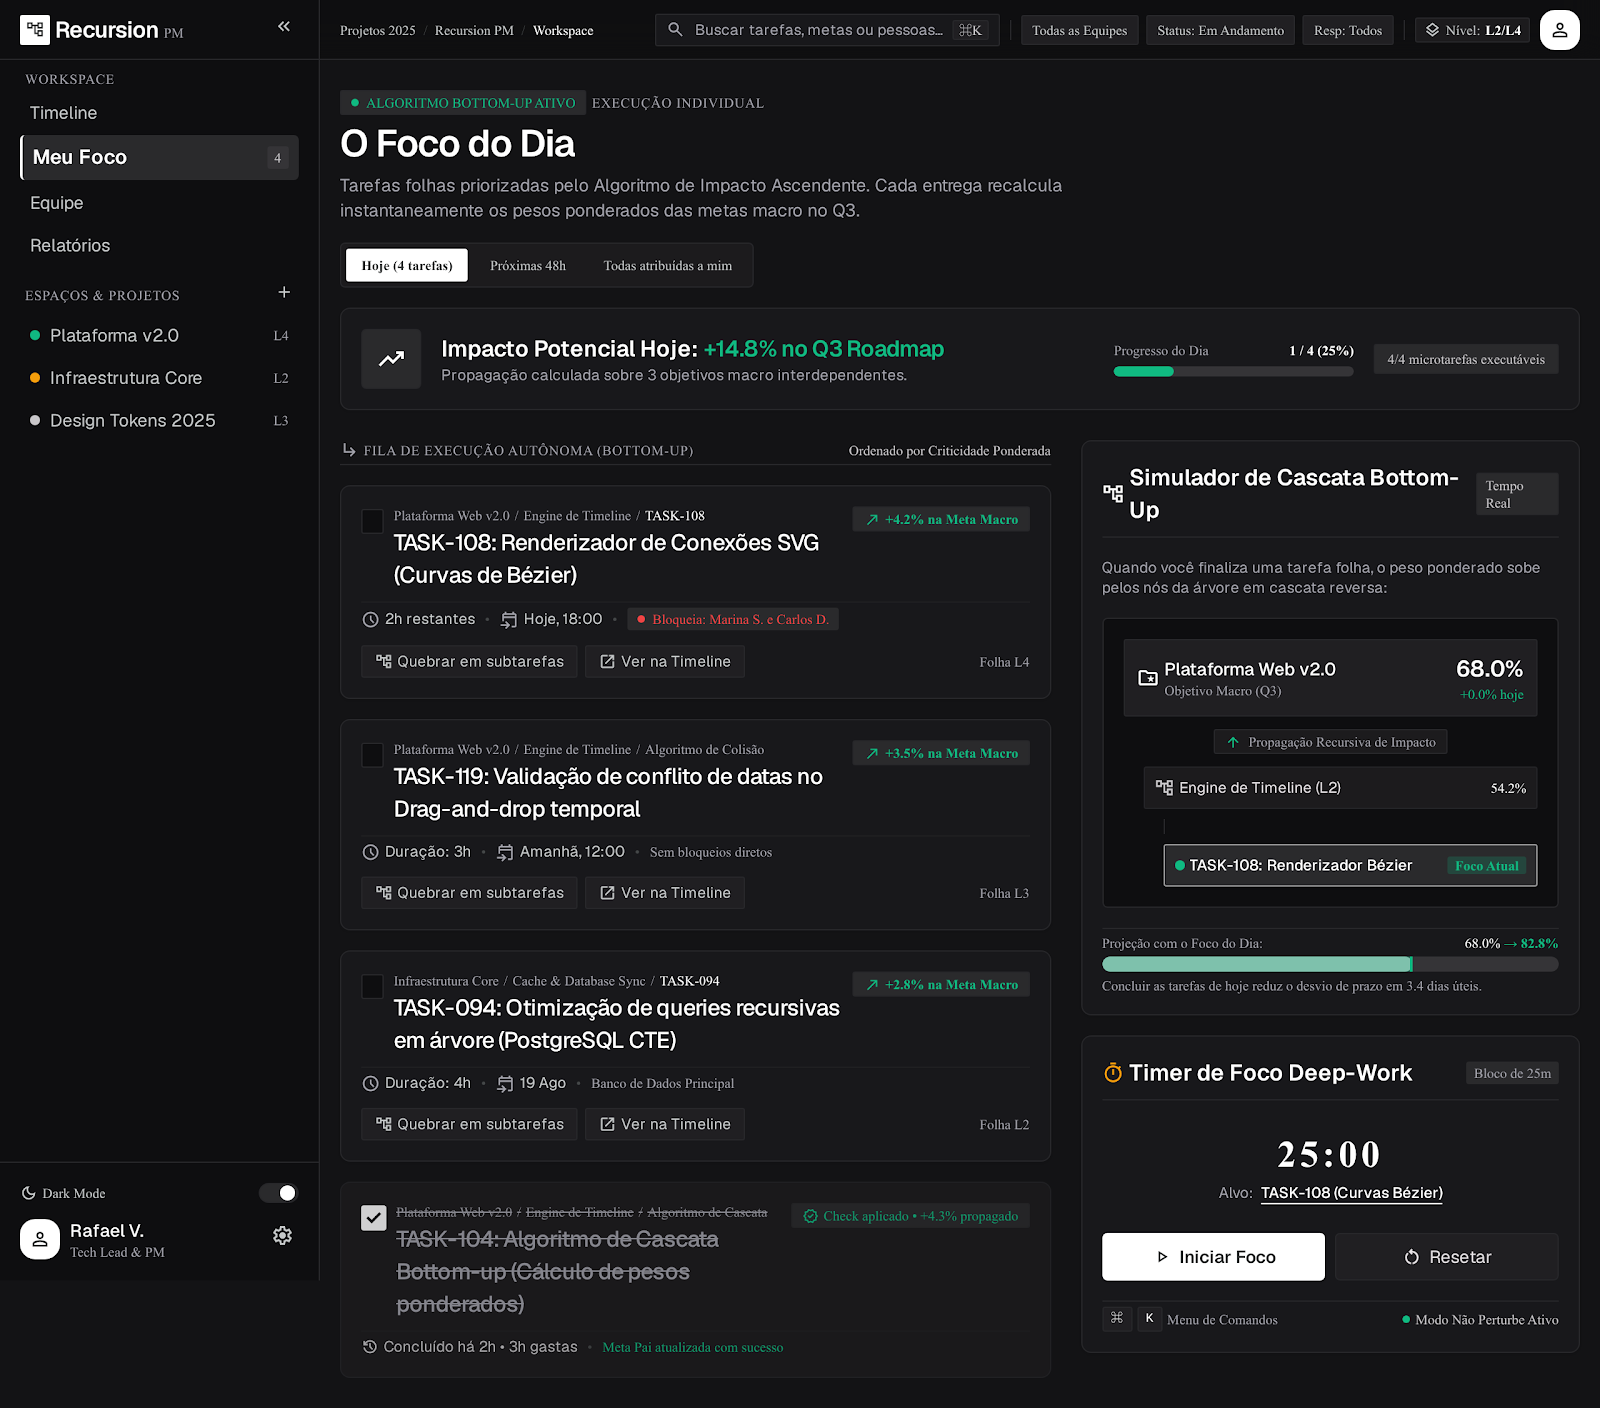 Recursion PM
WORKSPACE
Timeline
Meu Foco 4
Equipe
Relatórios
ESPAÇOS & PROJETOS
Plataforma v2.0 L4
Infraestrutura Core L2
Design Tokens 2025 L3
Dark Mode
Rafael V.
Tech Lead & PM
Projetos 2025 / Recursion PM / Workspace
Buscar tarefas, metas ou pessoas... ⌘K
Todas as Equipes
Status: Em Andamento
Resp: Todos
Nível: L2/L4
ALGORITMO BOTTOM-UP ATIVO EXECUÇÃO INDIVIDUAL
O Foco do Dia
Tarefas folhas priorizadas pelo Algoritmo de Impacto Ascendente. Cada entrega recalcula
instantaneamente os pesos ponderados das metas macro no Q3.
Hoje (4 tarefas) Próximas 48h Todas atribuídas a mim
Impacto Potencial Hoje: +14.8% no Q3 Roadmap
Propagação calculada sobre 3 objetivos macro interdependentes.
Progresso do Dia 1 / 4 (25%)
4/4 microtarefas executáveis
FILA DE EXECUÇÃO AUTÔNOMA (BOTTOM-UP) Ordenado por Criticidade Ponderada
Plataforma Web v2.0 / Engine de Timeline / TASK-108
+4.2% na Meta Macro
TASK-108: Renderizador de Conexões SVG
(Curvas de Bézier)
2h restantes • Hoje, 18:00 • Bloqueia: Marina S. e Carlos D.
Quebrar em subtarefas Ver na Timeline Folha L4
Plataforma Web v2.0 / Engine de Timeline / Algoritmo de Colisão
+3.5% na Meta Macro
TASK-119: Validação de conflito de datas no
Drag-and-drop temporal
Duração: 3h • Amanhã, 12:00 • Sem bloqueios diretos
Quebrar em subtarefas Ver na Timeline Folha L3
Infraestrutura Core / Cache & Database Sync / TASK-094
+2.8% na Meta Macro
TASK-094: Otimização de queries recursivas
em árvore (PostgreSQL CTE)
Duração: 4h • 19 Ago • Banco de Dados Principal
Quebrar em subtarefas Ver na Timeline Folha L2
Plataforma Web v2.0 / Engine de Timeline / Algoritmo de Cascata
Check aplicado • +4.3% propagado
TASK-104: Algoritmo de Cascata
Bottom-up (Cálculo de pesos
ponderados)
Concluído há 2h • 3h gastas • Meta Pai atualizada com sucesso
Simulador de Cascata Bottom-
Up
Tempo
Real
Quando você finaliza uma tarefa folha, o peso ponderado sobe
pelos nós da árvore em cascata reversa:
Plataforma Web v2.0 68.0%
Objetivo Macro (Q3) +0.0% hoje
Propagação Recursiva de Impacto
Engine de Timeline (L2) 54.2%
TASK-108: Renderizador Bézier Foco Atual
Projeção com o Foco do Dia: 68.0% → 82.8%
Concluir as tarefas de hoje reduz o desvio de prazo em 3.4 dias úteis.
Timer de Foco Deep-Work Bloco de 25m
25:00
Alvo: TASK-108 (Curvas Bézier)
Iniciar Foco Resetar
⌘ K Menu de Comandos Modo Não Perturbe Ativo